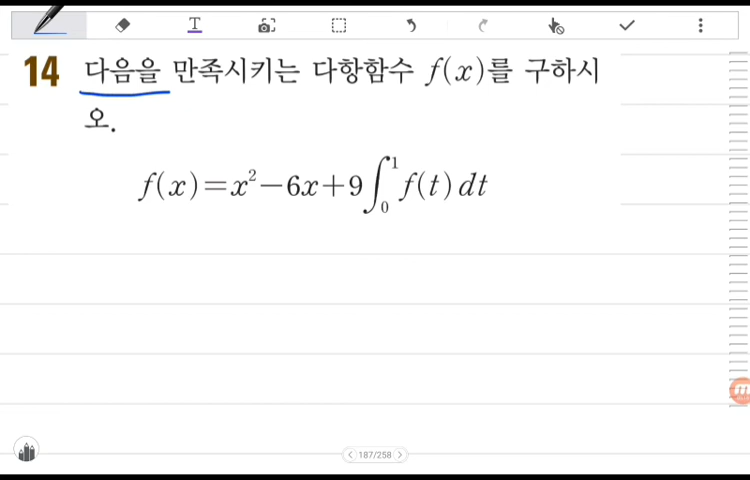 T
14 다음을 만족시키는 다항함수 f(x)를 구하시
오.
f(x)=x²−6x+9∫₀¹f(t)dt
187/258